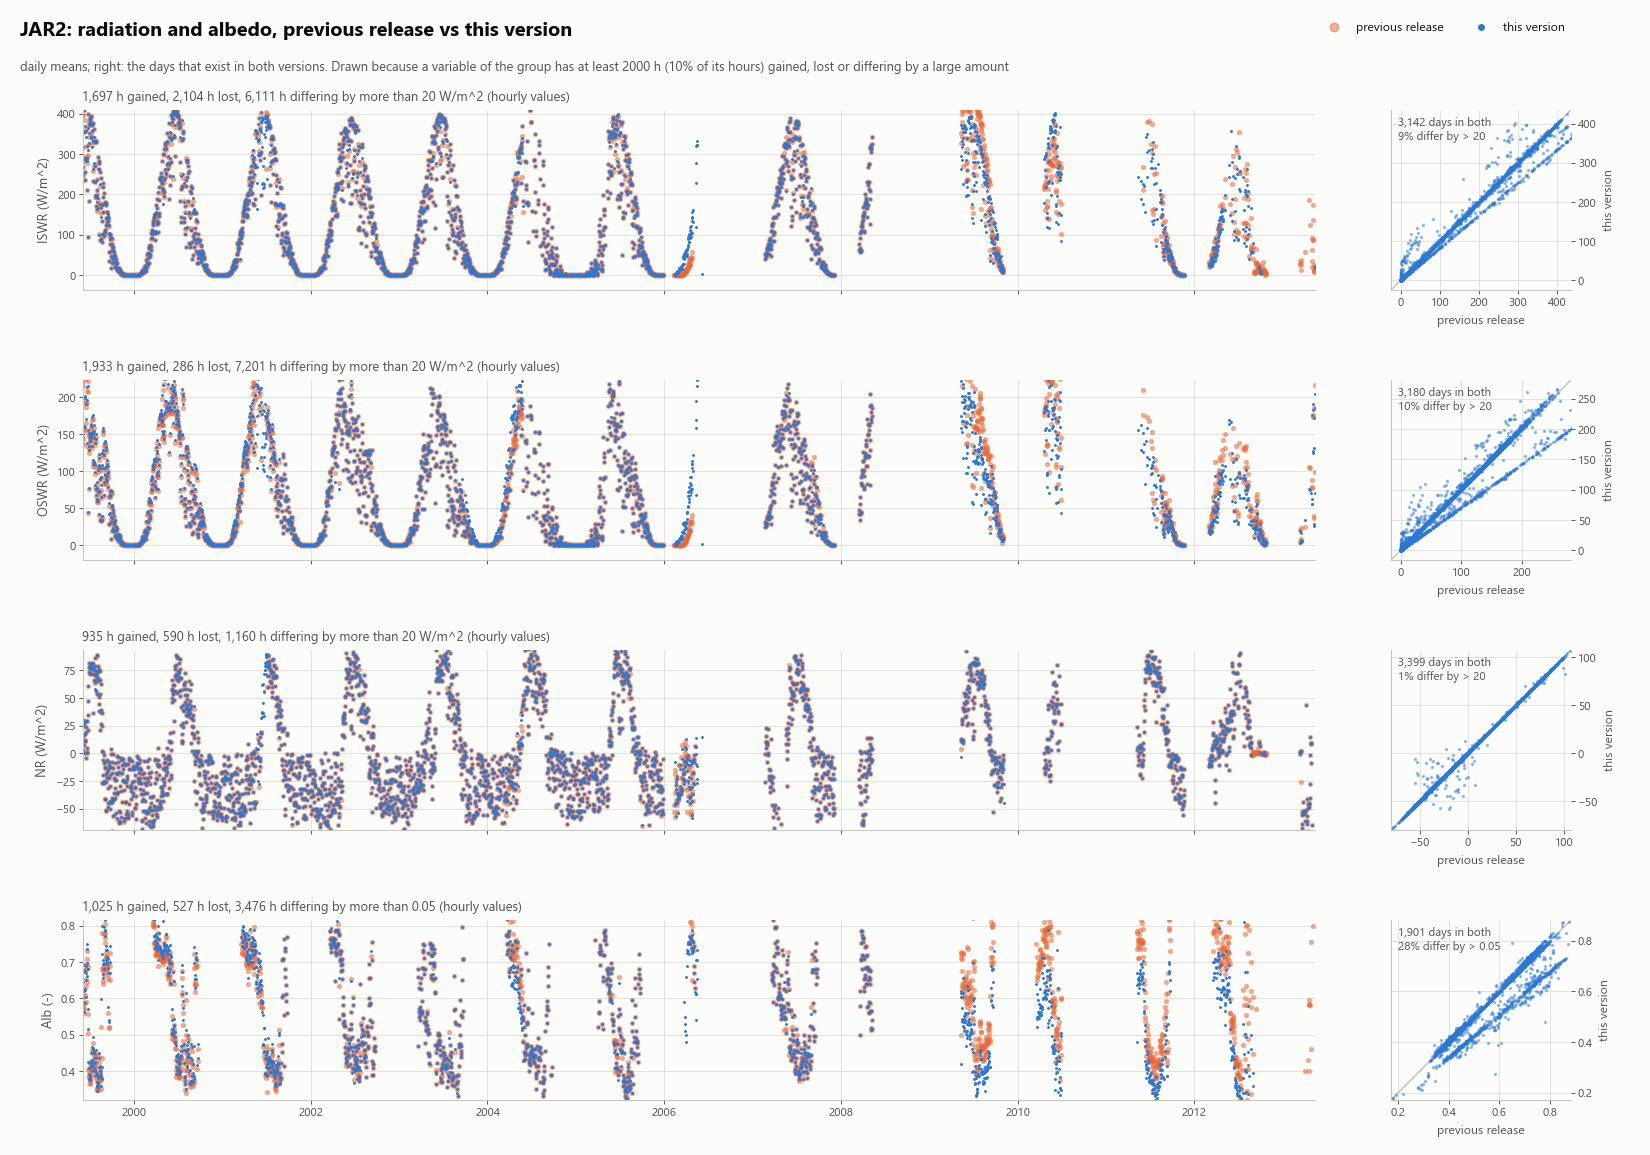 JAR2: radiation and albedo, previous release vs this version
previous release
this version
daily means; right: the days that exist in both versions. Drawn because a variable of the group has at least 2000 h (10% of its hours) gained, lost or differing by a large amount
1,697 h gained, 2,104 h lost, 6,111 h differing by more than 20 W/m^2 (hourly values)
ISWR (W/m^2)
400
300
200
100
0
3,142 days in both
9% differ by > 20
400
300
200
100
0
this version
0 100 200 300 400
previous release
1,933 h gained, 286 h lost, 7,201 h differing by more than 20 W/m^2 (hourly values)
OSWR (W/m^2)
200
150
100
50
0
3,180 days in both
10% differ by > 20
250
200
150
100
50
0
this version
0 100 200
previous release
935 h gained, 590 h lost, 1,160 h differing by more than 20 W/m^2 (hourly values)
NR (W/m^2)
75
50
25
0
−25
−50
3,399 days in both
1% differ by > 20
100
50
0
−50
this version
−50 0 50 100
previous release
1,025 h gained, 527 h lost, 3,476 h differing by more than 0.05 (hourly values)
Alb (-)
0.8
0.7
0.6
0.5
0.4
2000 2002 2004 2006 2008 2010 2012
1,901 days in both
28% differ by > 0.05
0.8
0.6
0.4
0.2
this version
0.2 0.4 0.6 0.8
previous release